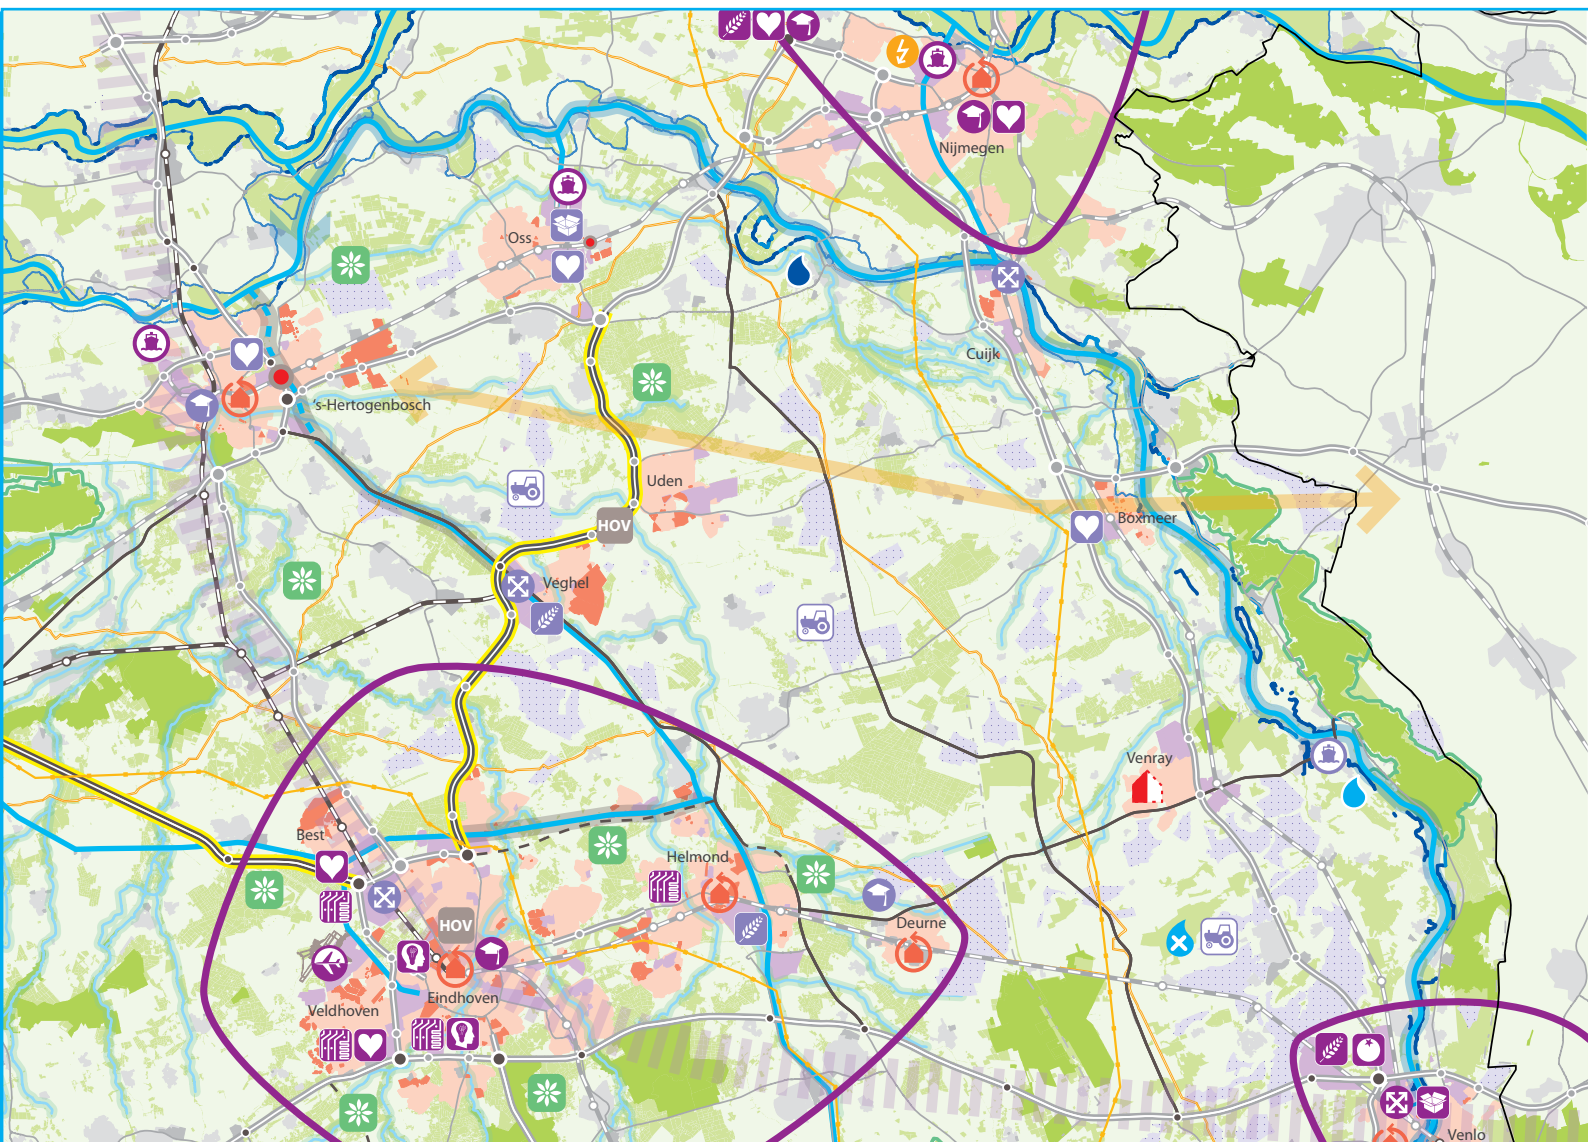 Nijmegen
Oss
Cuijk
's-Hertogenbosch
Uden
Boxmeer
HOV
Veghel
Venray
Best
Helmond
HOV
Deurne
Eindhoven
Veldhoven
Venlo